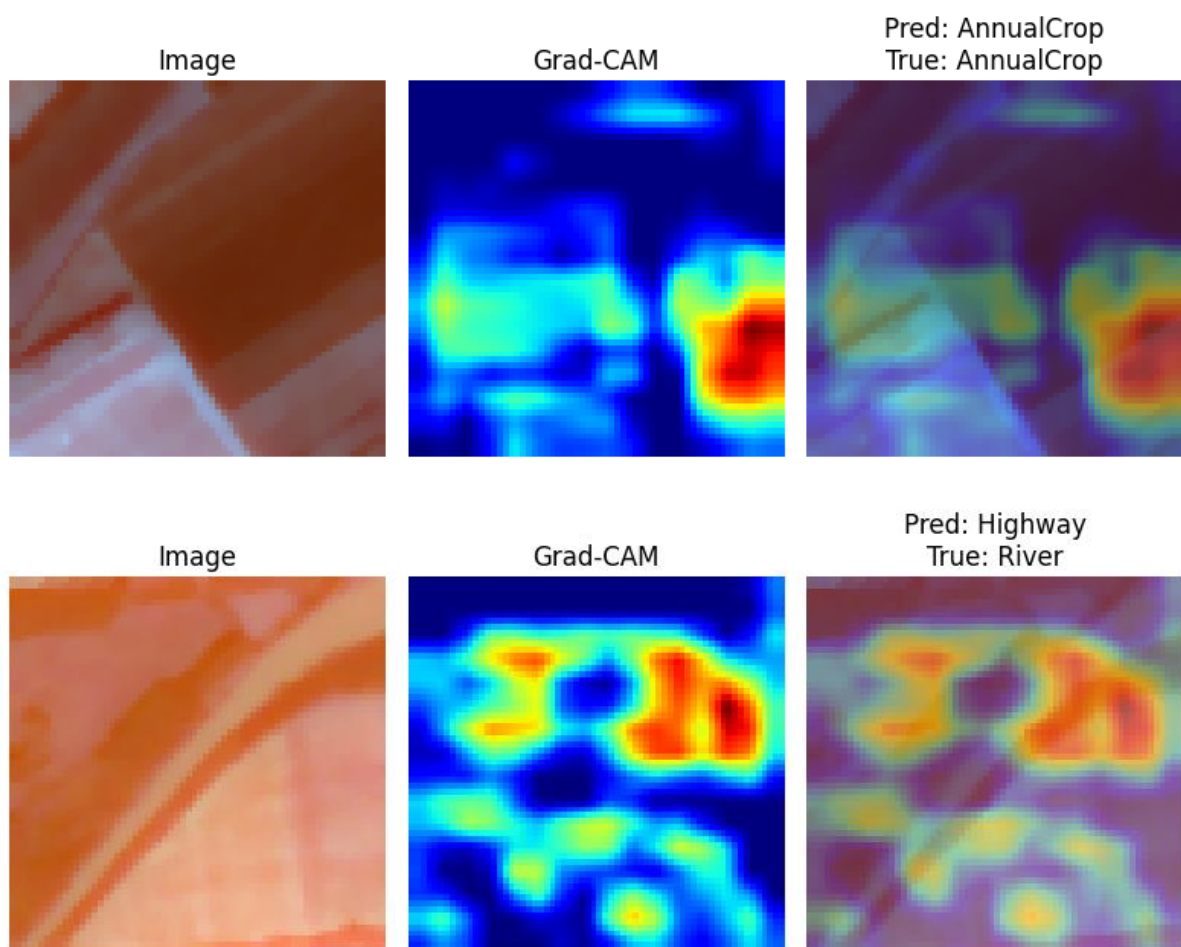 Image
Grad-CAM
Pred: AnnualCrop
True: AnnualCrop
Image
Grad-CAM
Pred: Highway
True: River